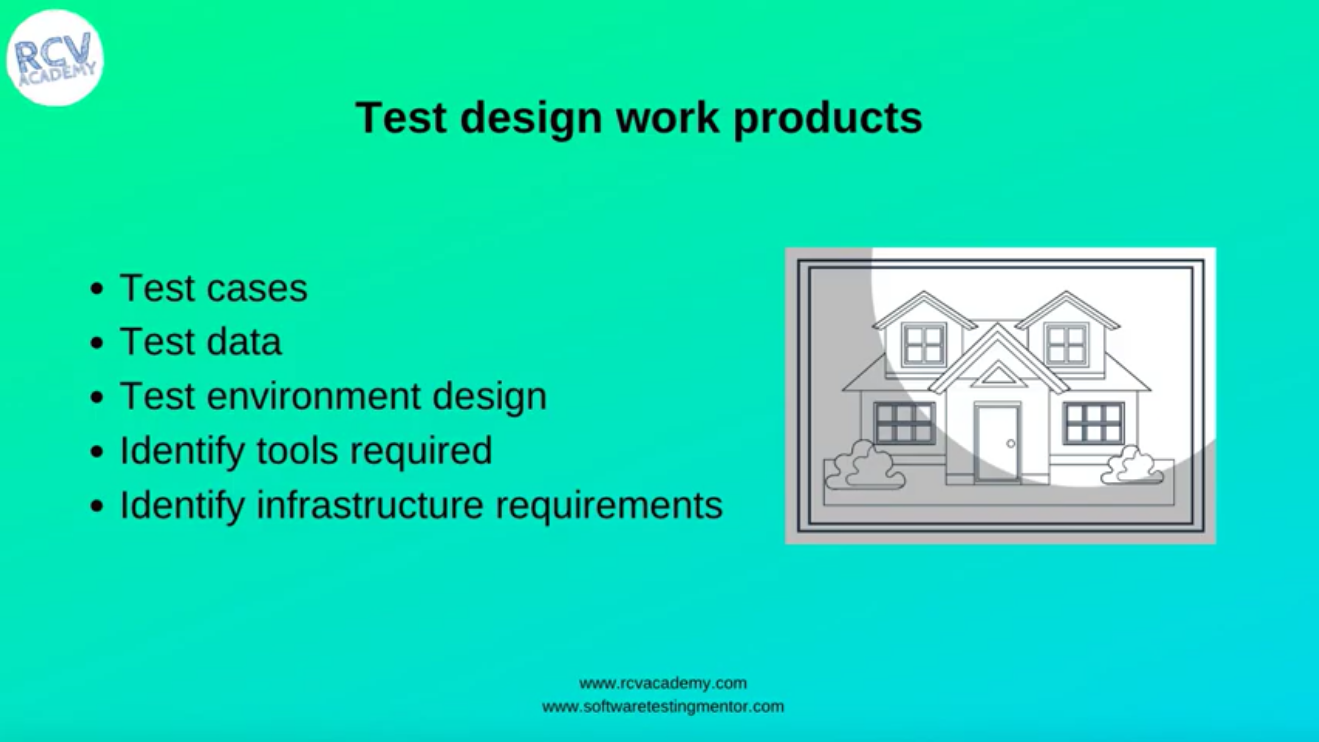 RCV
ACADEMY
Test design work products
• Test cases
• Test data
• Test environment design
• Identify tools required
• Identify infrastructure requirements
www.rcvacademy.com
www.softwaretestingmentor.com